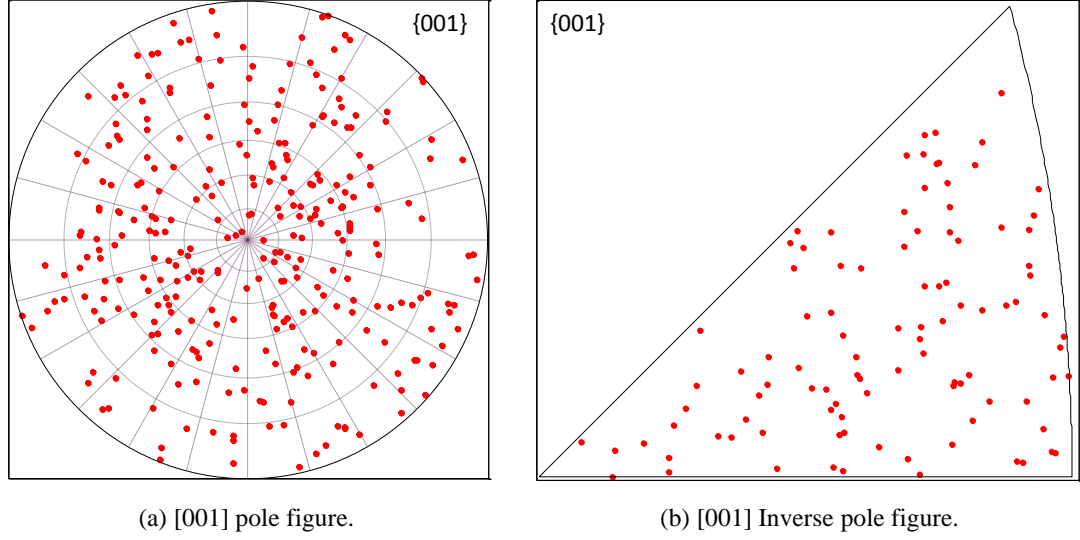 {001}
{001}
(a) [001] pole figure.
(b) [001] Inverse pole figure.